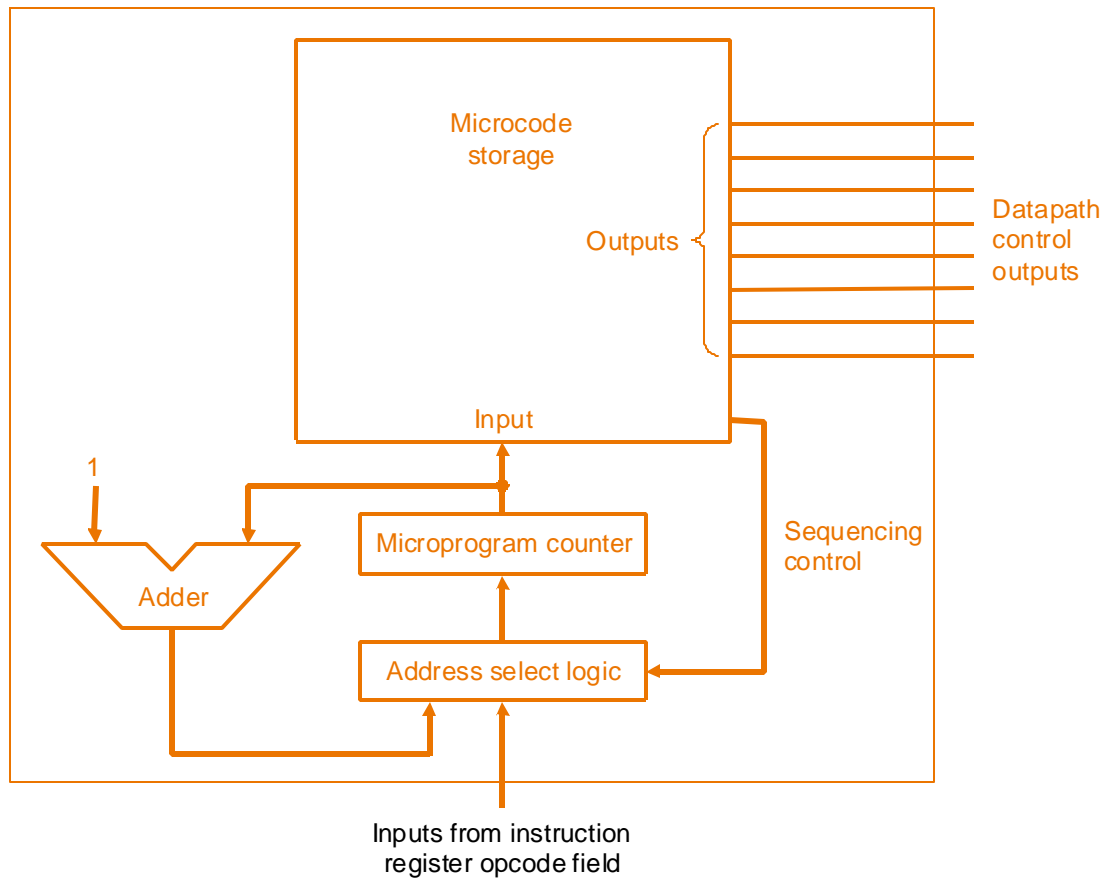 Microcode
storage
Outputs
Datapath
control
outputs
Input
1
Microprogram counter
Sequencing
control
Adder
Address select logic
Inputs from instruction
register opcode field